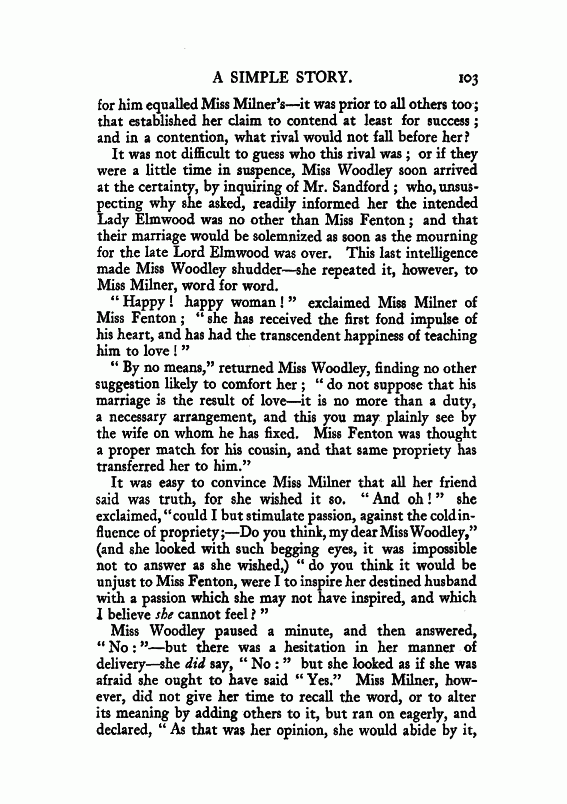 A SIMPLE STORY. 103
for him equalled Miss Milner's—it was prior to all others too;
that established her claim to contend at least for success;
and in a contention, what rival would not fall before her?
It was not difficult to guess who this rival was; or if they
were a little time in suspence, Miss Woodley soon arrived
at the certainty, by inquiring of Mr. Sandford; who, unsus-
pecting why she asked, readily informed her the intended
Lady Elmwood was no other than Miss Fenton; and that
their marriage would be solemnized as soon as the mourning
for the late Lord Elmwood was over. This last intelligence
made Miss Woodley shudder—she repeated it, however, to
Miss Milner, word for word.
"Happy! happy woman!" exclaimed Miss Milner of
Miss Fenton; "she has received the first fond impulse of
his heart, and has had the transcendent happiness of teaching
him to love!"
"By no means," returned Miss Woodley, finding no other
suggestion likely to comfort her; "do not suppose that his
marriage is the result of love—it is no more than a duty,
a necessary arrangement, and this you may plainly see by
the wife on whom he has fixed. Miss Fenton was thought
a proper match for his cousin, and that same propriety has
transferred her to him."
It was easy to convince Miss Milner that all her friend
said was truth, for she wished it so. "And oh!" she
exclaimed, "could I but stimulate passion, against the cold in-
fluence of propriety;—Do you think, my dear Miss Woodley,"
(and she looked with such begging eyes, it was impossible
not to answer as she wished,) "do you think it would be
unjust to Miss Fenton, were I to inspire her destined husband
with a passion which she may not have inspired, and which
I believe she cannot feel?"
Miss Woodley paused a minute, and then answered,
"No:"—but there was a hesitation in her manner of
delivery—she did say, "No:" but she looked as if she was
afraid she ought to have said "Yes." Miss Milner, how-
ever, did not give her time to recall the word, or to alter
its meaning by adding others to it, but ran on eagerly, and
declared, "As that was her opinion, she would abide by it,